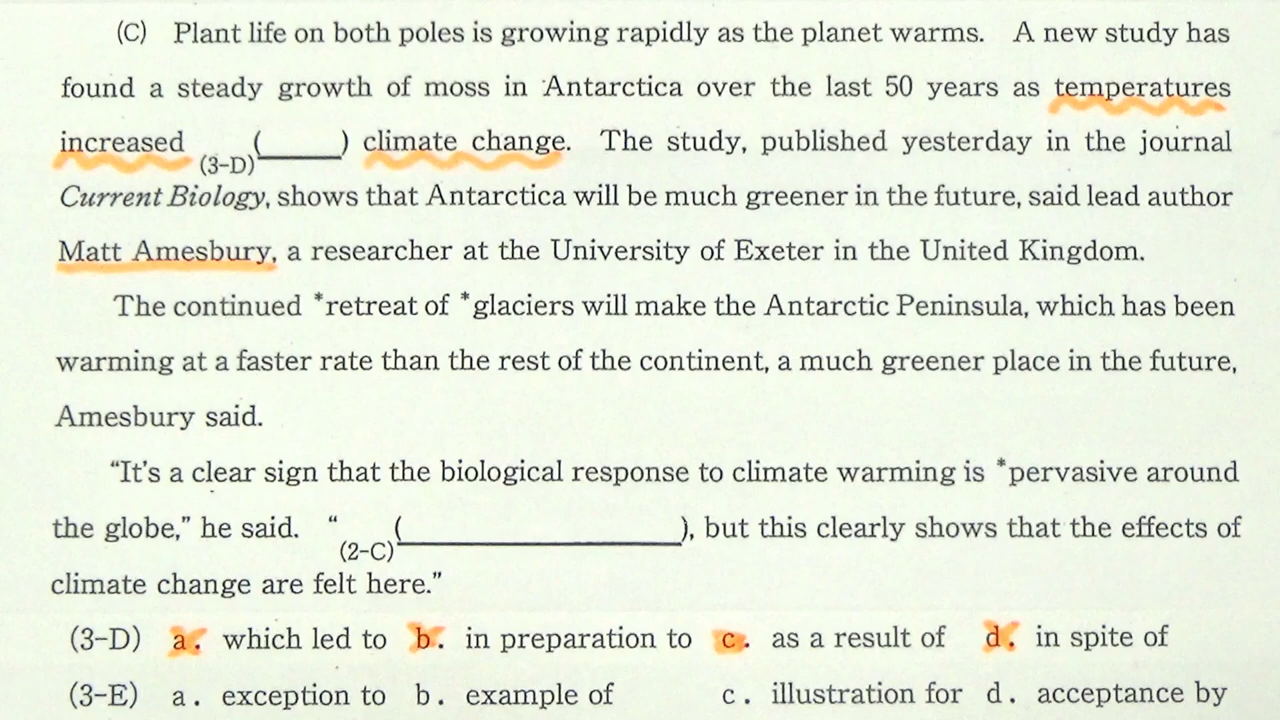 (C) Plant life on both poles is growing rapidly as the planet warms. A new study has
found a steady growth of moss in Antarctica over the last 50 years as temperatures
increased (3-D)(     ) climate change. The study, published yesterday in the journal
Current Biology, shows that Antarctica will be much greener in the future, said lead author
Matt Amesbury, a researcher at the University of Exeter in the United Kingdom.
The continued *retreat of *glaciers will make the Antarctic Peninsula, which has been
warming at a faster rate than the rest of the continent, a much greener place in the future,
Amesbury said.
“It’s a clear sign that the biological response to climate warming is *pervasive around
the globe,” he said. “(2-C)(               ), but this clearly shows that the effects of
climate change are felt here.”
(3-D) a. which led to b. in preparation to c. as a result of d. in spite of
(3-E) a. exception to b. example of c. illustration for d. acceptance by